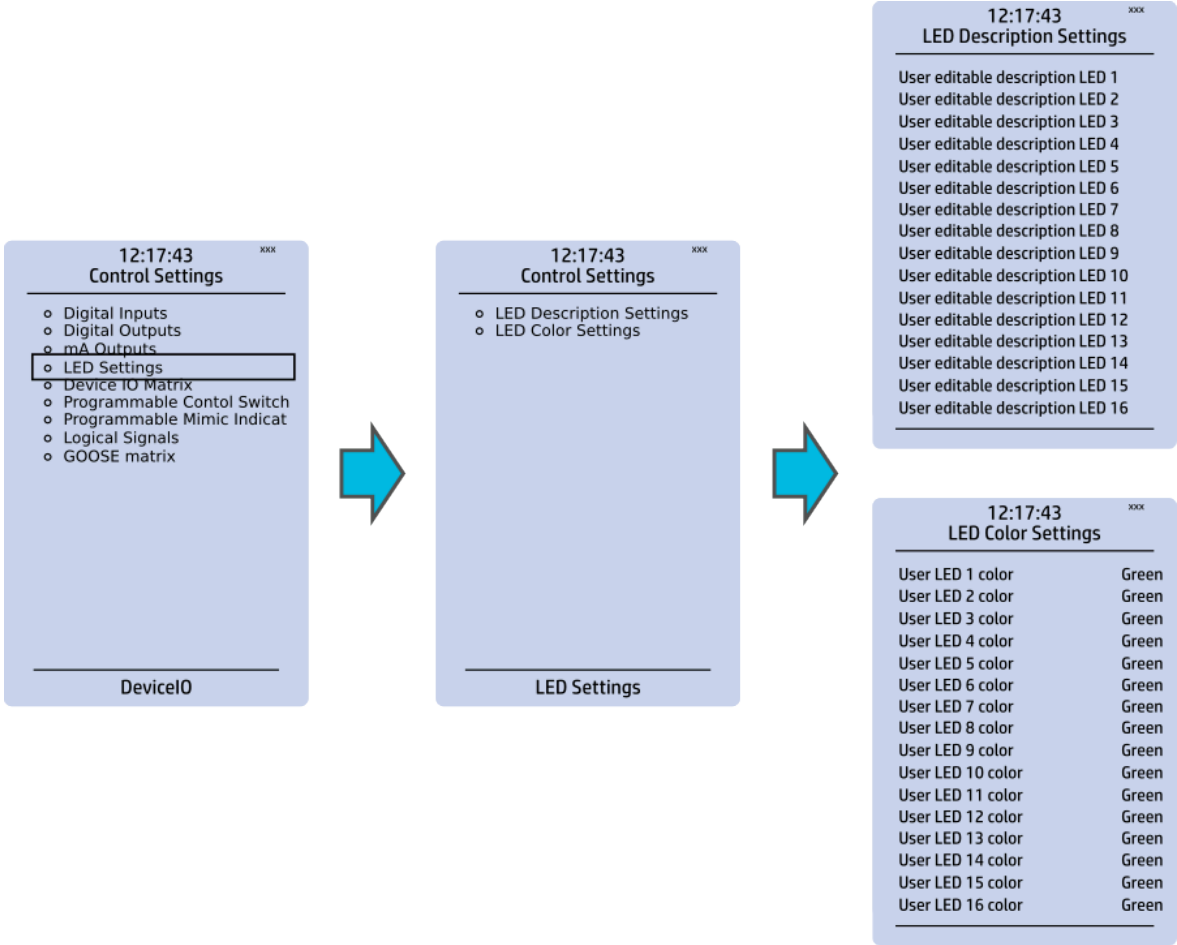 12:17:43 xxx
Control Settings
Digital Inputs
Digital Outputs
mA Outputs
LED Settings
Device IO Matrix
Programmable Contol Switch
Programmable Mimic Indicat
Logical Signals
GOOSE matrix
DeviceIO
12:17:43 xxx
Control Settings
LED Description Settings
LED Color Settings
LED Settings
12:17:43 xxx
LED Description Settings
User editable description LED 1
User editable description LED 2
User editable description LED 3
User editable description LED 4
User editable description LED 5
User editable description LED 6
User editable description LED 7
User editable description LED 8
User editable description LED 9
User editable description LED 10
User editable description LED 11
User editable description LED 12
User editable description LED 13
User editable description LED 14
User editable description LED 15
User editable description LED 16
12:17:43 xxx
LED Color Settings
User LED 1 color Green
User LED 2 color Green
User LED 3 color Green
User LED 4 color Green
User LED 5 color Green
User LED 6 color Green
User LED 7 color Green
User LED 8 color Green
User LED 9 color Green
User LED 10 color Green
User LED 11 color Green
User LED 12 color Green
User LED 13 color Green
User LED 14 color Green
User LED 15 color Green
User LED 16 color Green